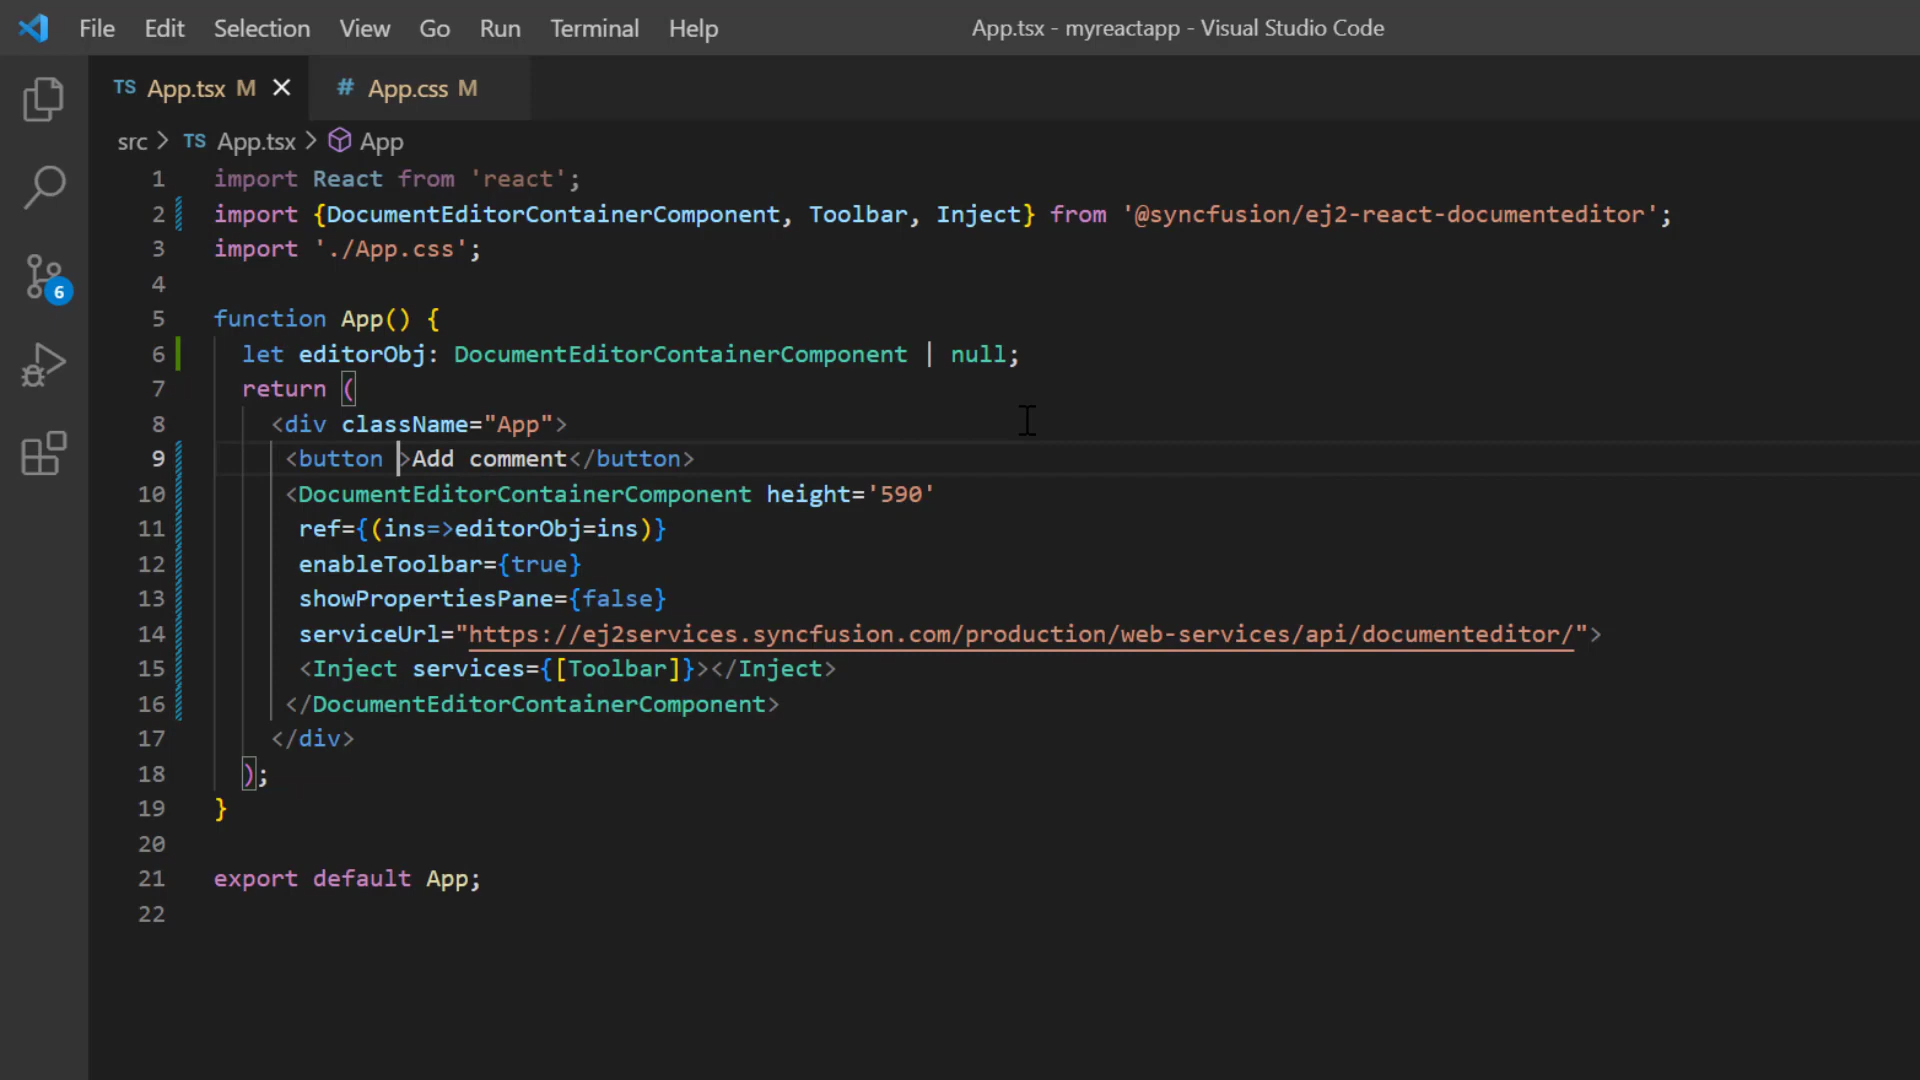 File Edit Selection View Go Run Terminal Help App.tsx - myreactapp - Visual Studio Code
TS App.tsx M # App.css M
src > TS App.tsx > App
1 import React from 'react';
2 import {DocumentEditorContainerComponent, Toolbar, Inject} from '@syncfusion/ej2-react-documenteditor';
3 import './App.css';
4
5 function App() {
6 let editorObj: DocumentEditorContainerComponent | null;
7 return (
8 <div className="App">
9 <button >Add comment</button>
10 <DocumentEditorContainerComponent height='590'
11 ref={(ins=>editorObj=ins)}
12 enableToolbar={true}
13 showPropertiesPane={false}
14 serviceUrl="https://ej2services.syncfusion.com/production/web-services/api/documenteditor/">
15 <Inject services={[Toolbar]}></Inject>
16 </DocumentEditorContainerComponent>
17 </div>
18 );
19 }
20
21 export default App;
22
6